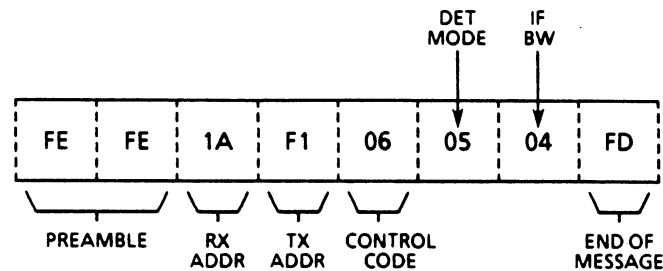 DET MODE
IF BW
FE FE 1A F1 06 05 04 FD
PREAMBLE
RX ADDR
TX ADDR
CONTROL CODE
END OF MESSAGE